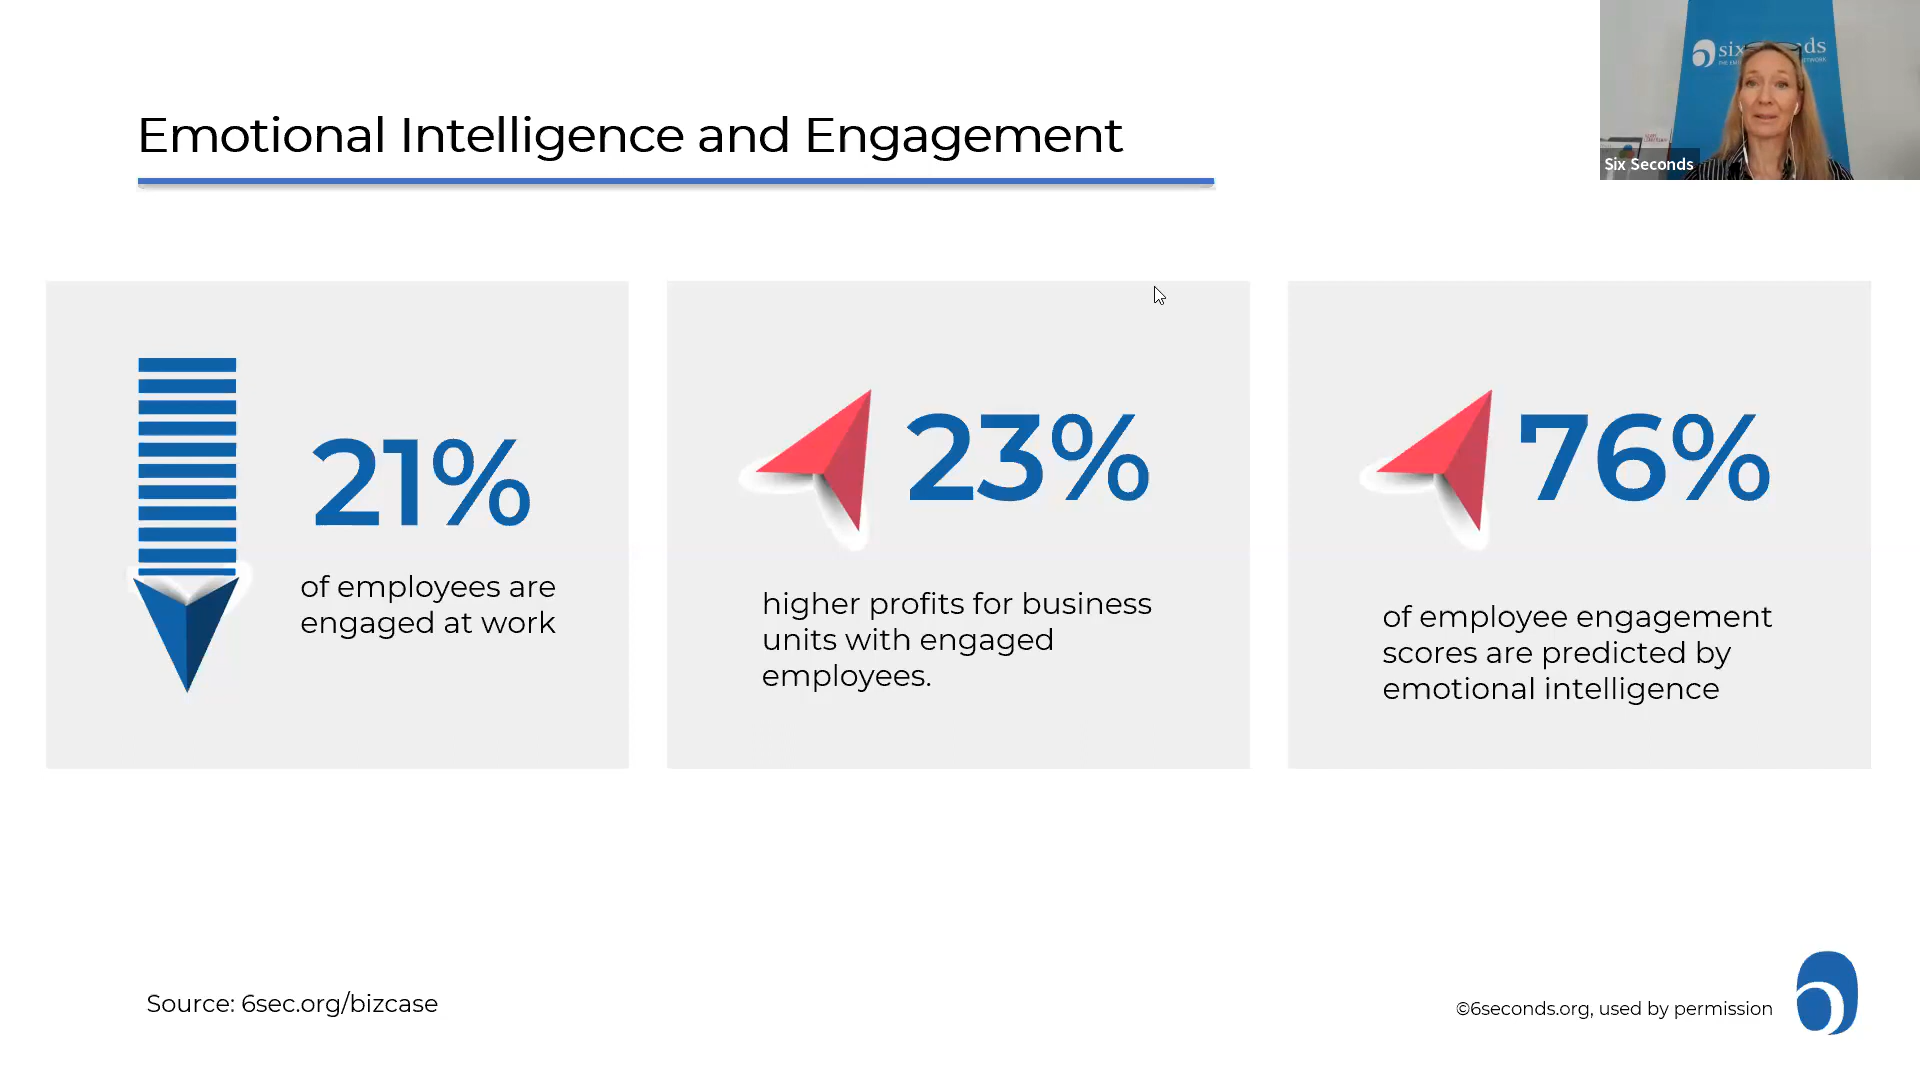 Emotional Intelligence and Engagement
six nds
Six Seconds
21%
of employees are
engaged at work
23%
higher profits for business
units with engaged
employees.
76%
of employee engagement
scores are predicted by
emotional intelligence
Source: 6sec.org/bizcase
©6seconds.org, used by permission